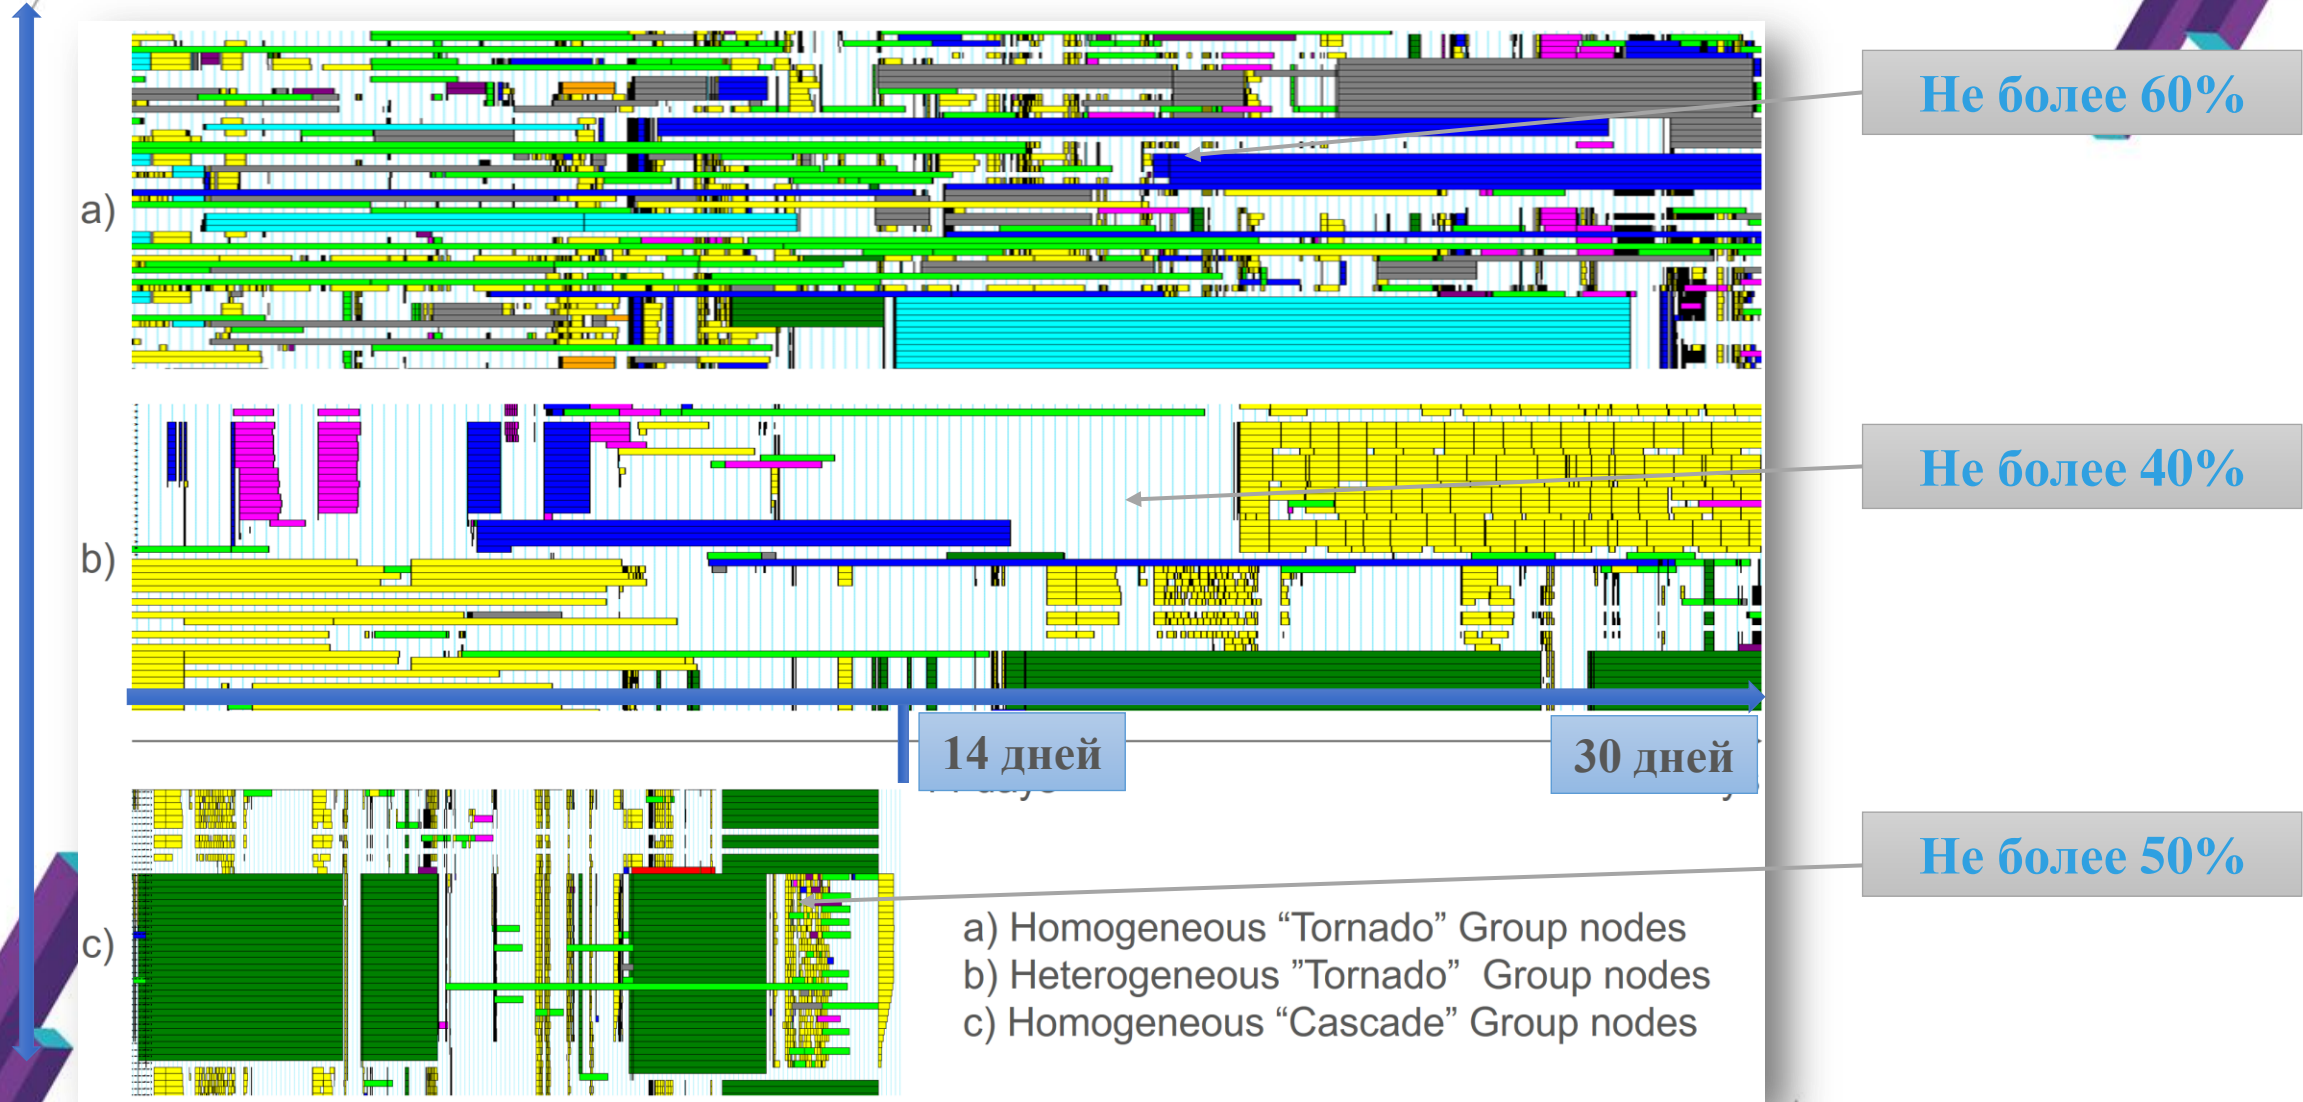 Не более 60%
a)
Не более 40%
b)
14 дней
30 дней
Не более 50%
c)
a) Homogeneous “Tornado” Group nodes
b) Heterogeneous ”Tornado” Group nodes
c) Homogeneous “Cascade” Group nodes